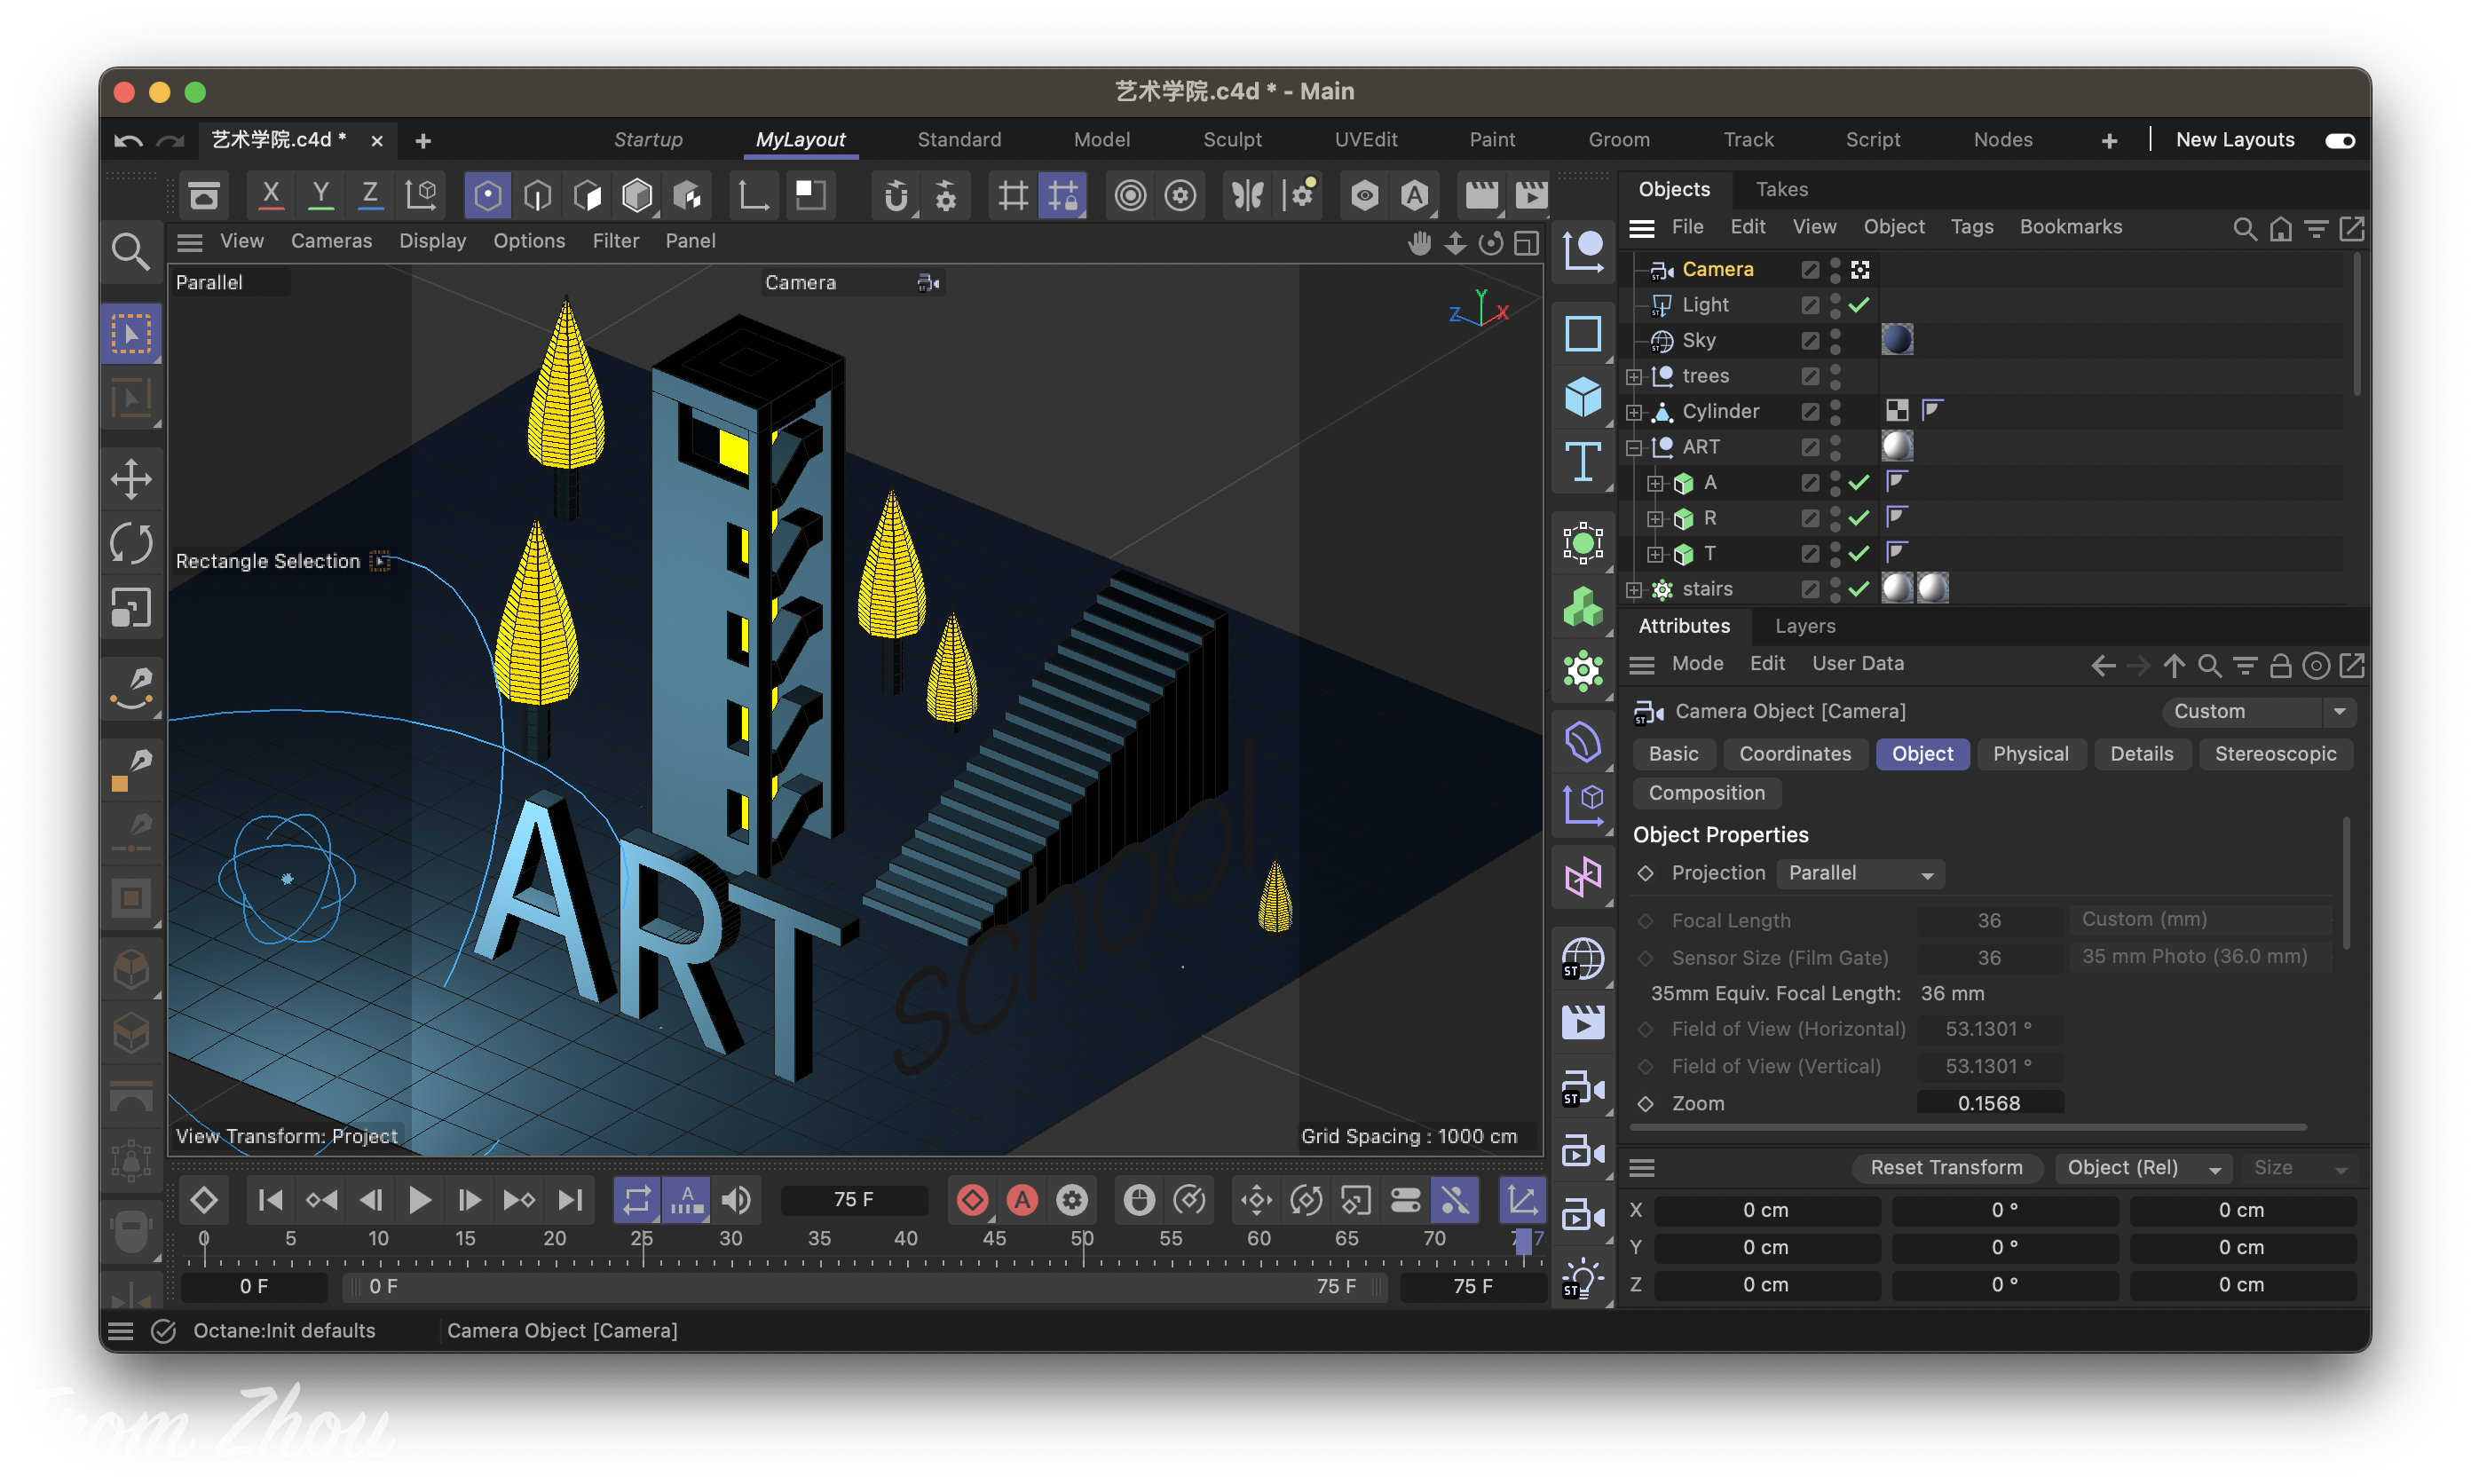 艺术学院.c4d * - Main
艺术学院.c4d * × + Startup MyLayout Standard Model Sculpt UVEdit Paint Groom Track Script Nodes + New Layouts
X Y Z
View Cameras Display Options Filter Panel
Parallel
Camera
Y
Z X
Rectangle Selection
ART
school
View Transform: Project
Grid Spacing : 1000 cm
Objects Takes
File Edit View Object Tags Bookmarks
Camera
Light
Sky
trees
Cylinder
ART
A
R
T
stairs
Attributes Layers
Mode Edit User Data
Camera Object [Camera] Custom
Basic Coordinates Object Physical Details Stereoscopic
Composition
Object Properties
Projection Parallel
Focal Length 36 Custom (mm)
Sensor Size (Film Gate) 36 35 mm Photo (36.0 mm)
35mm Equiv. Focal Length: 36 mm
Field of View (Horizontal) 53.1301 °
Field of View (Vertical) 53.1301 °
Zoom 0.1568
Reset Transform Object (Rel) Size
X 0 cm 0 ° 0 cm
Y 0 cm 0 ° 0 cm
Z 0 cm 0 ° 0 cm
75 F
0 5 10 15 20 25 30 35 40 45 50 55 60 65 70
0 F 0 F 75 F 75 F
Octane:Init defaults Camera Object [Camera]
From Zhou